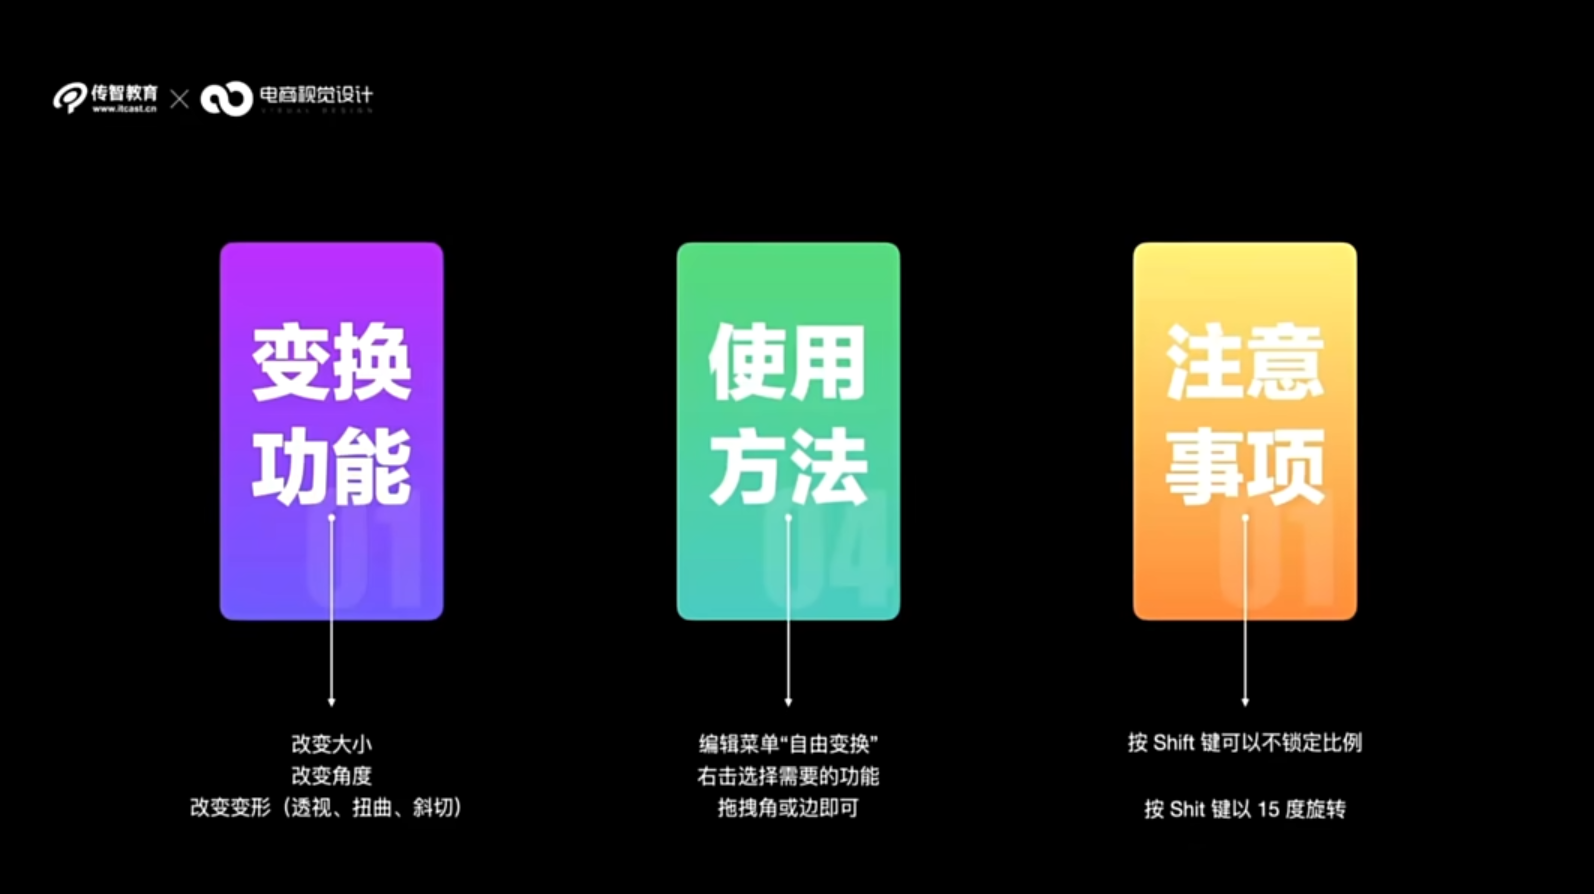 传智教育
www.itcast.cn
电商视觉设计
变换
功能
01
改变大小
改变角度
改变变形（透视、扭曲、斜切）
使用
方法
04
编辑菜单“自由变换”
右击选择需要的功能
拖拽角或边即可
注意
事项
01
按 Shift 键可以不锁定比例
按 Shit 键以 15 度旋转